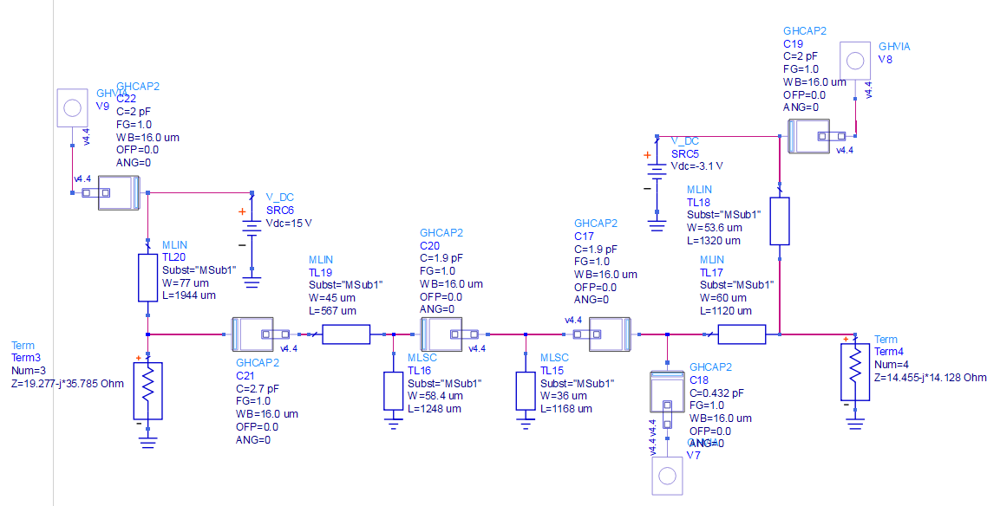 GHVIA
V9
v4.4
GHCAP2
C22
C=2 pF
FG=1.0
WB=16.0 um
OFP=0.0
ANG=0
v4.4
+
V_DC
SRC6
Vdc=15 V
-
MLIN
TL20
Subst="MSub1"
W=77 um
L=1944 um
Term
Term3
Num=3
Z=19.277-j*35.785 Ohm
+
-
v4.4
GHCAP2
C21
C=2.7 pF
FG=1.0
WB=16.0 um
OFP=0.0
ANG=0
MLIN
TL19
Subst="MSub1"
W=45 um
L=567 um
GHCAP2
C20
C=1.9 pF
FG=1.0
WB=16.0 um
OFP=0.0
ANG=0
v4.4
MLSC
TL16
Subst="MSub1"
W=58.4 um
L=1248 um
MLSC
TL15
Subst="MSub1"
W=36 um
L=1168 um
GHCAP2
C17
C=1.9 pF
FG=1.0
WB=16.0 um
OFP=0.0
ANG=0
v4.4
GHCAP2
C18
C=0.432 pF
FG=1.0
WB=16.0 um
OFP=0.0
ANG=0
v4.4
v4.4
V7
+
V_DC
SRC5
Vdc=-3.1 V
-
MLIN
TL18
Subst="MSub1"
W=53.6 um
L=1320 um
MLIN
TL17
Subst="MSub1"
W=60 um
L=1120 um
GHCAP2
C19
C=2 pF
FG=1.0
WB=16.0 um
OFP=0.0
ANG=0
v4.4
GHVIA
V8
v4.4
+
-
Term
Term4
Num=4
Z=14.455-j*14.128 Ohm